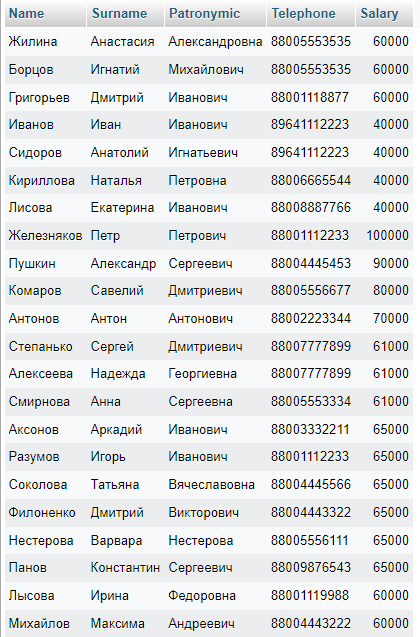 Name Surname Patronymic Telephone Salary
Жилина Анастасия Александровна 88005553535 60000
Борцов Игнатий Михайлович 88005553535 60000
Григорьев Дмитрий Иванович 88001118877 60000
Иванов Иван Иванович 89641112223 40000
Сидоров Анатолий Игнатьевич 89641112223 40000
Кириллова Наталья Петровна 88006665544 40000
Лисова Екатерина Иванович 88008887766 40000
Железняков Петр Петрович 88001112233 100000
Пушкин Александр Сергеевич 88004445453 90000
Комаров Савелий Дмитриевич 88005556677 80000
Антонов Антон Антонович 88002223344 70000
Степанько Сергей Дмитриевич 88007777899 61000
Алексеева Надежда Георгиевна 88007777899 61000
Смирнова Анна Сергеевна 88005553334 61000
Аксонов Аркадий Иванович 88003332211 65000
Разумов Игорь Иванович 88001112233 65000
Соколова Татьяна Вячеславовна 88004445566 65000
Филоненко Дмитрий Викторович 88004443322 65000
Нестерова Варвара Нестерова 88005556111 65000
Панов Константин Сергеевич 88009876543 65000
Лысова Ирина Федоровна 88001119988 60000
Михайлов Максима Андреевич 88004443222 60000